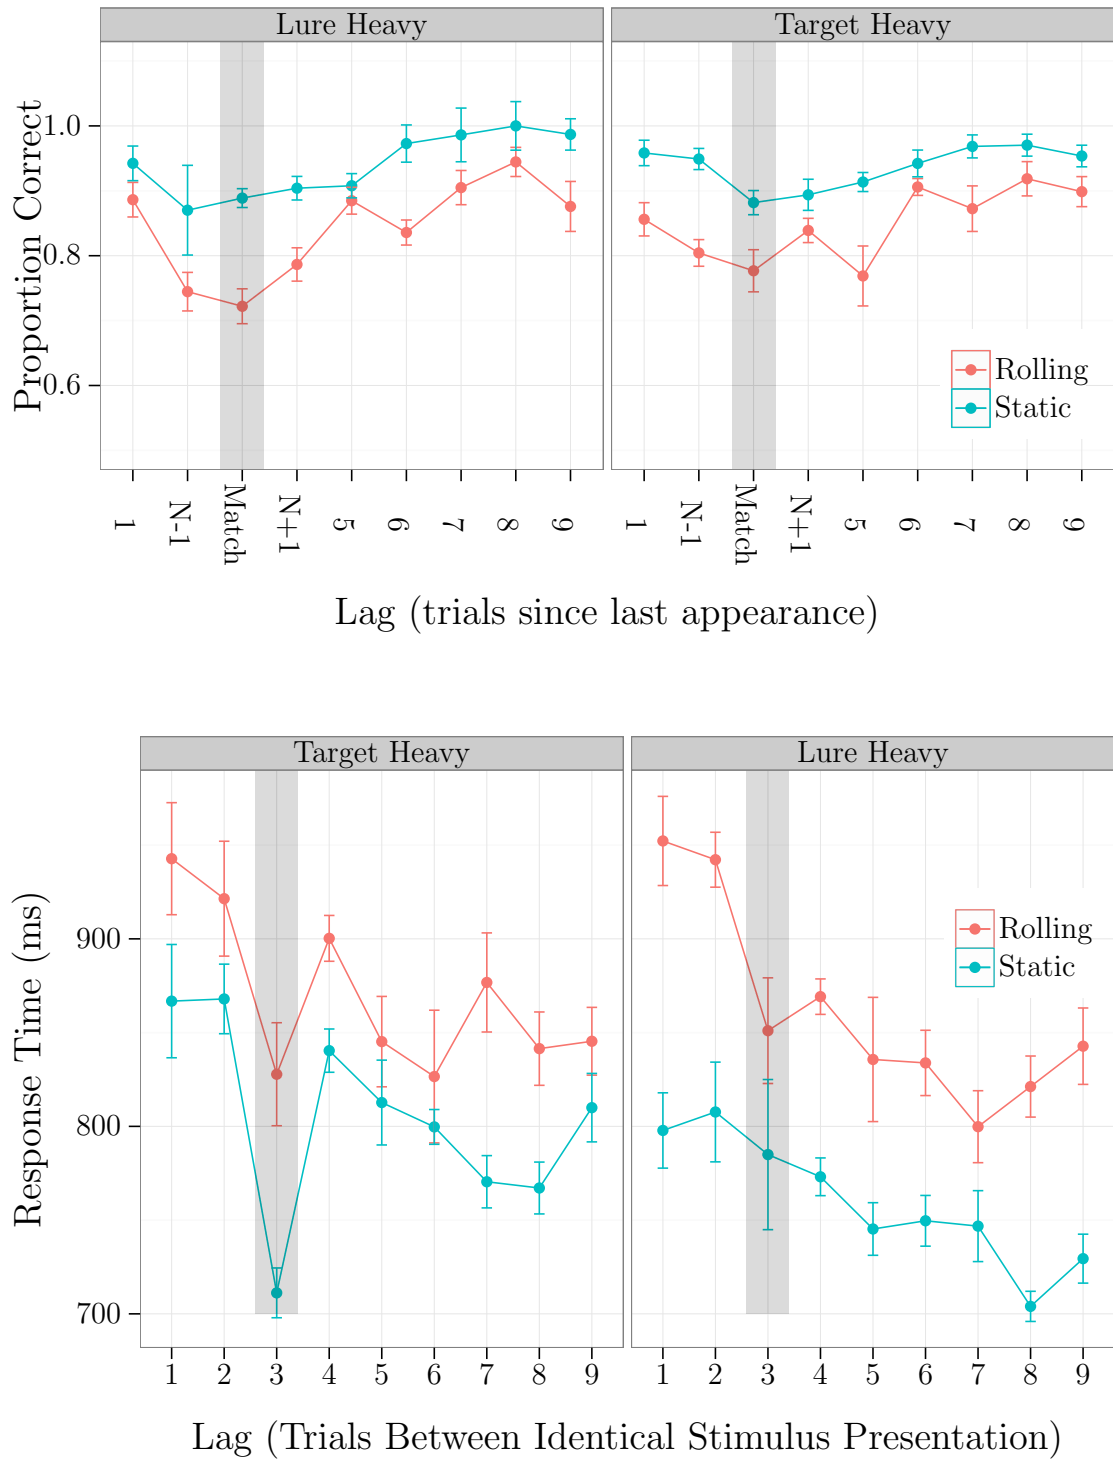 Lure Heavy Target Heavy
Proportion Correct
1.0
0.8
0.6
Rolling
Static
1 N-1 Match N+1 5 6 7 8 9 1 N-1 Match N+1 5 6 7 8 9
Lag (trials since last appearance)
Target Heavy Lure Heavy
Response Time (ms)
900
800
700
Rolling
Static
1 2 3 4 5 6 7 8 9 1 2 3 4 5 6 7 8 9
Lag (Trials Between Identical Stimulus Presentation)